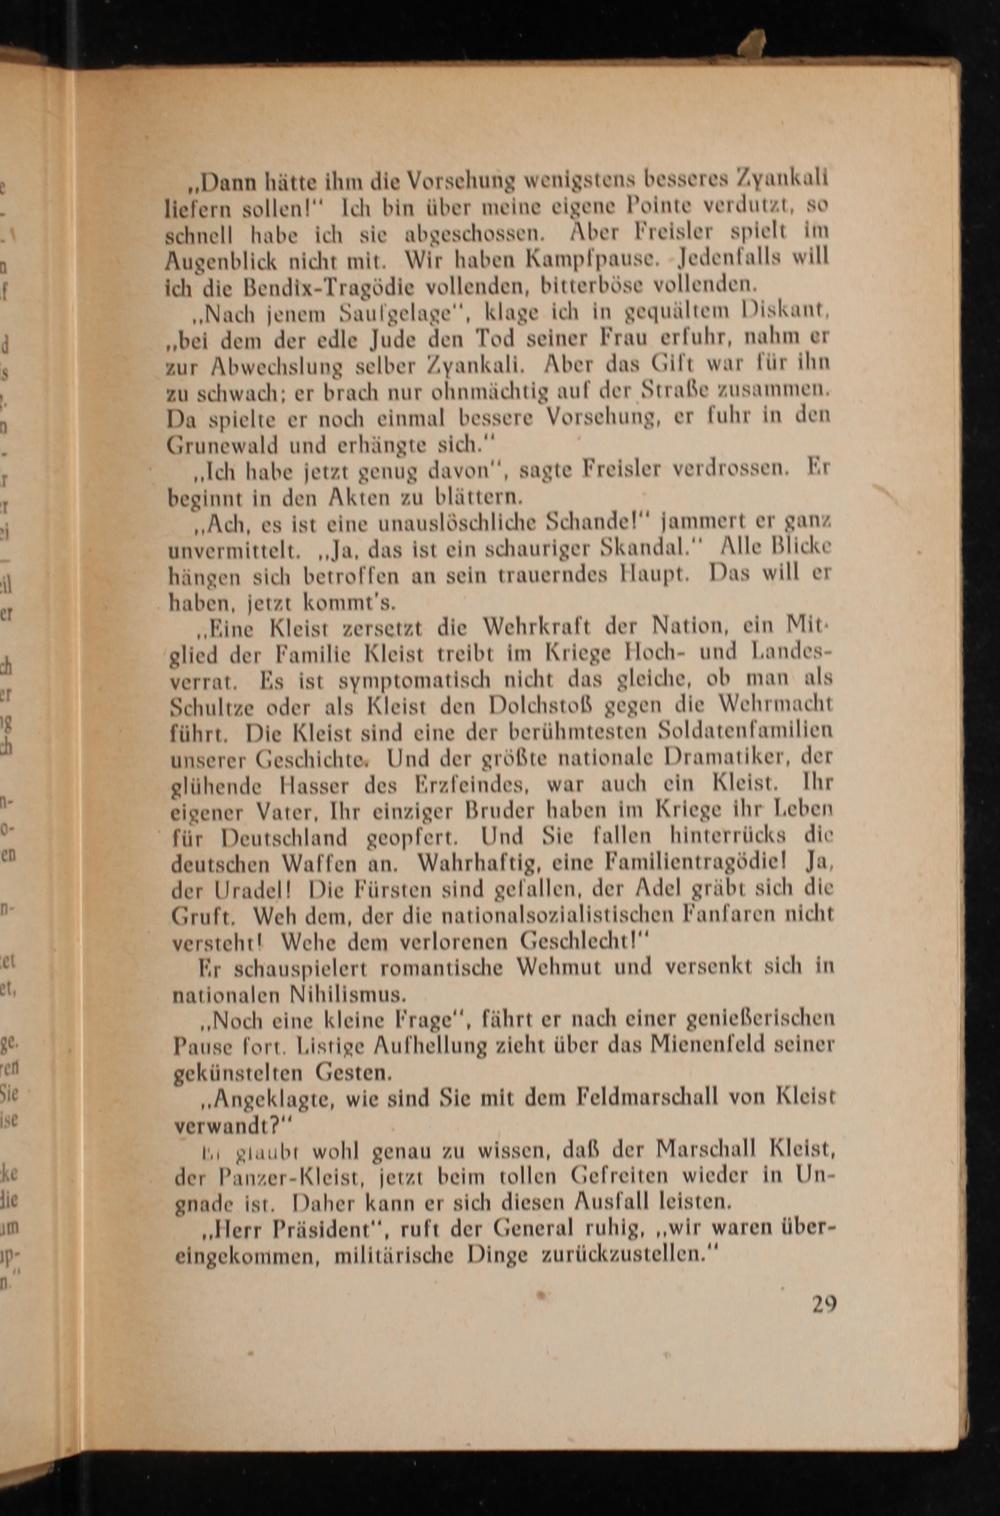 „Dann hätte ihm die Vorsehung wenigstens besseres Zyankali
liefern sollen!“ Ich bin über meine eigene Pointe verdutzt, so
schnell habe ich sie abgeschossen. Aber Freisler spielt im
Augenblick nicht mit. Wir haben Kampfpause. Jedenfalls will
ich die Bendix-Tragödie vollenden, bitterböse vollenden.
„Nach jenem Saufgelage“, klage ich in gequältem Diskant,
„bei dem der edle Jude den Tod seiner Frau erfuhr, nahm er
zur Abwechslung selber Zyankali. Aber das Gift war für ihn
zu schwach; er brach nur ohnmächtig auf der Straße zusammen.
Da spielte er noch einmal bessere Vorsehung, er fuhr in den
Grunewald und erhängte sich.“
„Ich habe jetzt genug davon“, sagte Freisler verdrossen. Er
beginnt in den Akten zu blättern.
„Ach, es ist eine unauslöschliche Schande!“ jammert er ganz
unvermittelt. „Ja, das ist ein schauriger Skandal.“ Alle Blicke
hängen sich betroffen an sein trauerndes Haupt. Das will er
haben, jetzt kommt's.
„Eine Kleist zersetzt die Wehrkraft der Nation, ein Mit-
glied der Familie Kleist treibt im Kriege Hoch- und Landes-
verrat. Es ist symptomatisch nicht das gleiche, ob man als
Schultze oder als Kleist den Dolchstoß gegen die Wehrmacht
führt. Die Kleist sind eine der berühmtesten Soldatenfamilien
unserer Geschichte. Und der größte nationale Dramatiker, der
glühende Hasser des Erzfeindes, war auch ein Kleist. Ihr
eigener Vater, Ihr einziger Bruder haben im Kriege ihr Leben
für Deutschland geopfert. Und Sie fallen hinterrücks die
deutschen Waffen an. Wahrhaftig, eine Familientragödie! Ja,
der Uradel! Die Fürsten sind gefallen, der Adel gräbt sich die
Gruft. Weh dem, der die nationalsozialistischen Fanfaren nicht
versteht! Wehe dem verlorenen Geschlecht!“
Er schauspielert romantische Wehmut und versenkt sich in
nationalen Nihilismus.
„Noch eine kleine Frage“, fährt er nach einer genießerischen
Pause fort. Listige Aufhellung zieht über das Mienenfeld seiner
gekünstelten Gesten.
„Angeklagte, wie sind Sie mit dem Feldmarschall von Kleist
verwandt?“
Er glaubt wohl genau zu wissen, daß der Marschall Kleist,
der Panzer-Kleist, jetzt beim tollen Gefreiten wieder in Un-
gnade ist. Daher kann er sich diesen Ausfall leisten.
„Herr Präsident“, ruft der General ruhig, „wir waren über-
eingekommen, militärische Dinge zurückzustellen.“
29